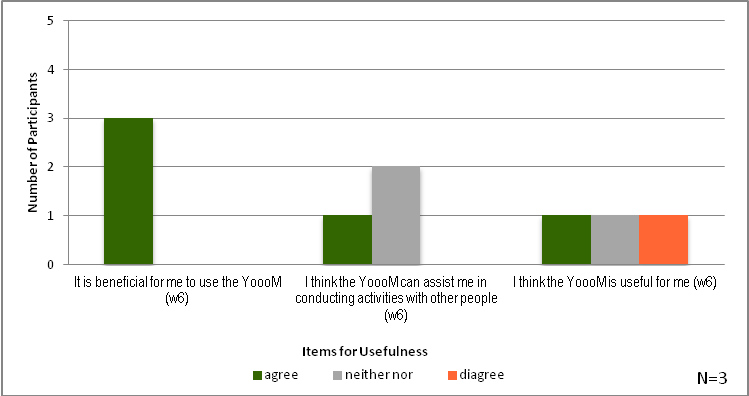 5
4
3
2
1
0
Number of Participants
It is beneficial for me to use the YoooM
(w6)
I think the YoooM can assist me in
conducting activities with other people
(w6)
I think the YoooM is useful for me (w6)
Items for Usefulness
agree
neither nor
diagree
N=3